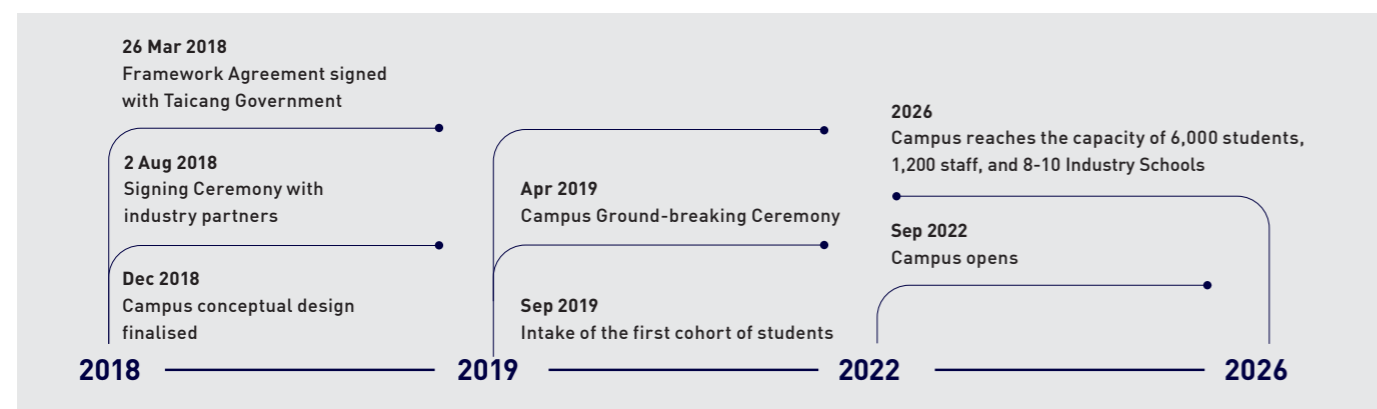 26 Mar 2018
Framework Agreement signed
with Taicang Government
2 Aug 2018
Signing Ceremony with
industry partners
Dec 2018
Campus conceptual design
finalised
Apr 2019
Campus Ground-breaking Ceremony
Sep 2019
Intake of the first cohort of students
2026
Campus reaches the capacity of 6,000 students,
1,200 staff, and 8-10 Industry Schools
Sep 2022
Campus opens
2018
2019
2022
2026